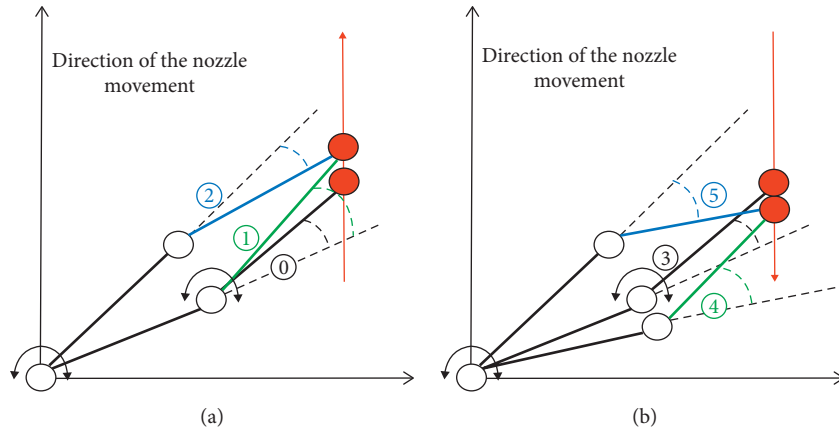 Direction of the nozzle
movement
2
1
0
(a)
Direction of the nozzle
movement
5
3
4
(b)